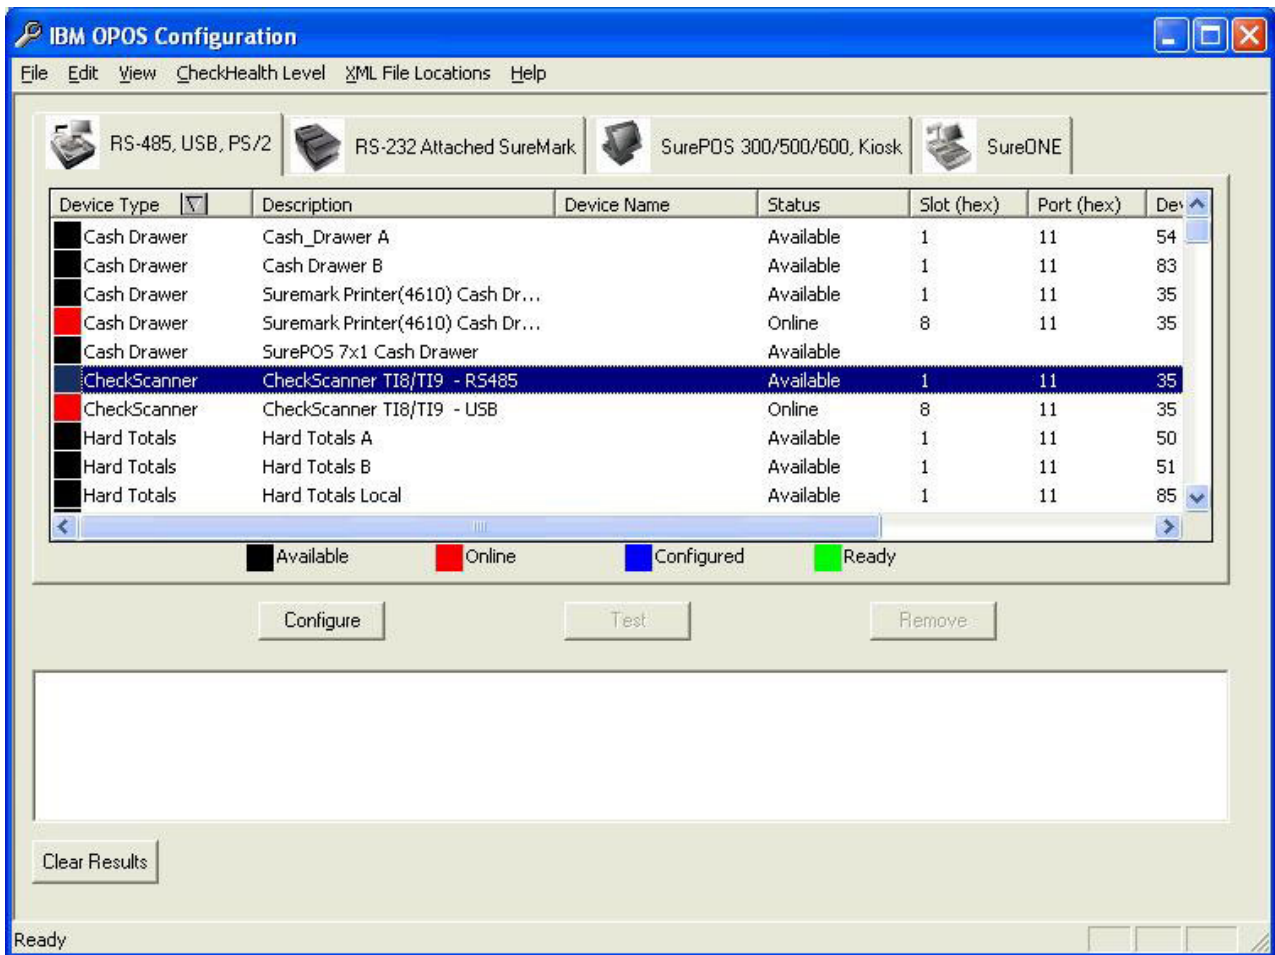 IBM OPOS Configuration
File Edit View CheckHealth Level XML File Locations Help
RS-485, USB, PS/2 RS-232 Attached SureMark SurePOS 300/500/600, Kiosk SureONE
Device Type Description Device Name Status Slot (hex) Port (hex) Dev
Cash Drawer Cash_Drawer A Available 1 11 54
Cash Drawer Cash Drawer B Available 1 11 83
Cash Drawer Suremark Printer(4610) Cash Dr... Available 1 11 35
Cash Drawer Suremark Printer(4610) Cash Dr... Online 8 11 35
Cash Drawer SurePOS 7x1 Cash Drawer Available
CheckScanner CheckScanner TI8/TI9 - RS485 Available 1 11 35
CheckScanner CheckScanner TI8/TI9 - USB Online 8 11 35
Hard Totals Hard Totals A Available 1 11 50
Hard Totals Hard Totals B Available 1 11 51
Hard Totals Hard Totals Local Available 1 11 85
Available Online Configured Ready
Configure Test Remove
Clear Results
Ready